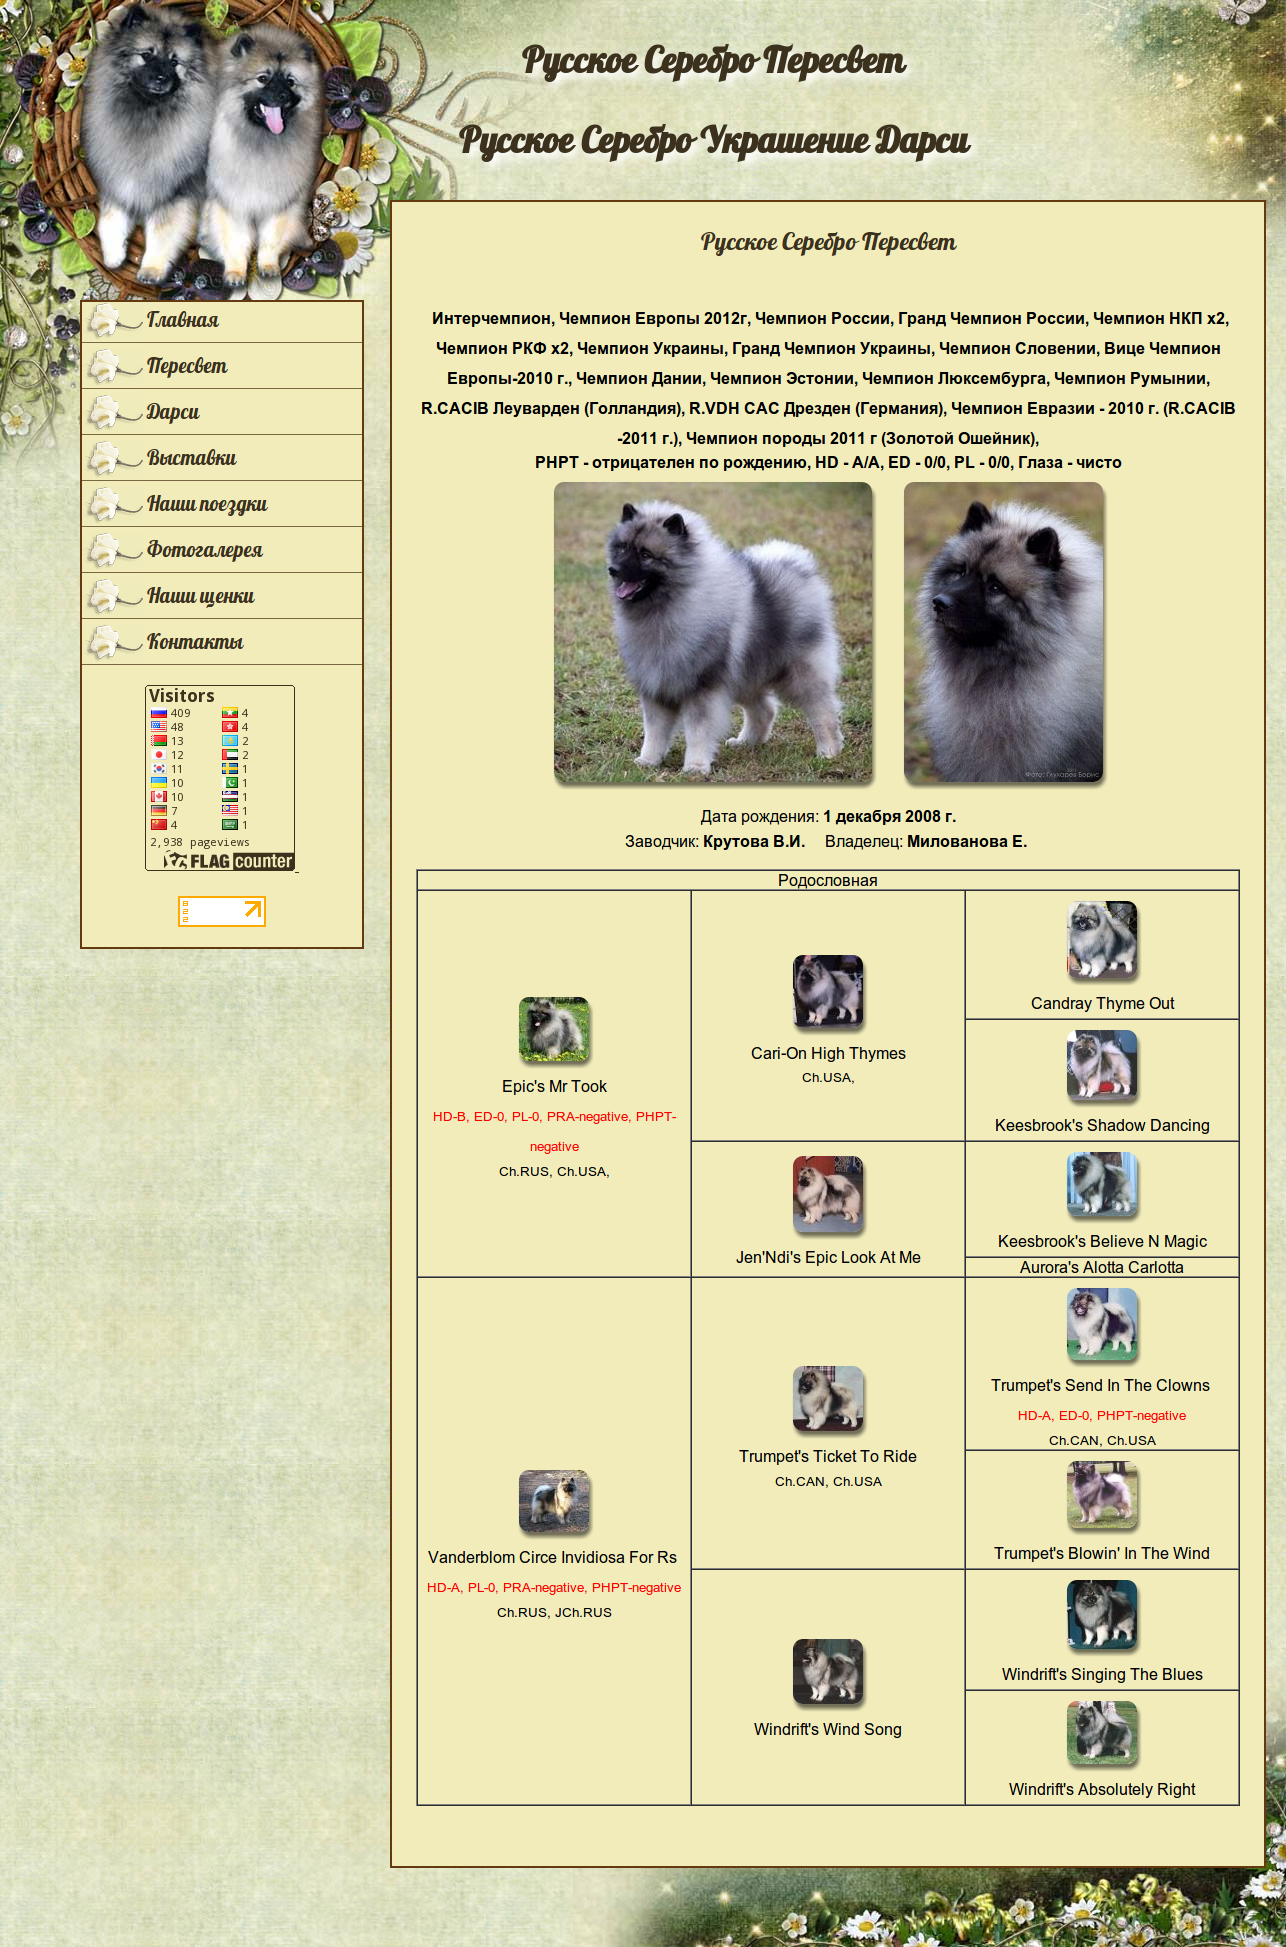 Русское Серебро Пересвет
Русское Серебро Украшение Дарси
Главная
Пересвет
Дарси
Выставки
Наши поездки
Фотогалерея
Наши щенки
Контакты
Visitors
409 4
48 4
13 2
12 2
11 1
10 1
10 1
7 1
4 1
2,938 pageviews
FLAG counter
Русское Серебро Пересвет
Интерчемпион, Чемпион Европы 2012г, Чемпион России, Гранд Чемпион России, Чемпион НКП х2,
Чемпион РКФ х2, Чемпион Украины, Гранд Чемпион Украины, Чемпион Словении, Вице Чемпион
Европы-2010 г., Чемпион Дании, Чемпион Эстонии, Чемпион Люксембурга, Чемпион Румынии,
R.CACIB Леуварден (Голландия), R.VDH CAC Дрезден (Германия), Чемпион Евразии - 2010 г. (R.CACIB
-2011 г.), Чемпион породы 2011 г (Золотой Ошейник),
PHPT - отрицателен по рождению, HD - A/A, ED - 0/0, PL - 0/0, Глаза - чисто
Фото: Глухарев Борис
Дата рождения: 1 декабря 2008 г.
Заводчик: Крутова В.И. Владелец: Милованова Е.
Родословная
Epic's Mr Took
HD-B, ED-0, PL-0, PRA-negative, PHPT-
negative
Ch.RUS, Ch.USA,
Cari-On High Thymes
Ch.USA,
Candray Thyme Out
Keesbrook's Shadow Dancing
Jen'Ndi's Epic Look At Me
Keesbrook's Believe N Magic
Aurora's Alotta Carlotta
Vanderblom Circe Invidiosa For Rs
HD-A, PL-0, PRA-negative, PHPT-negative
Ch.RUS, JCh.RUS
Trumpet's Ticket To Ride
Ch.CAN, Ch.USA
Trumpet's Send In The Clowns
HD-A, ED-0, PHPT-negative
Ch.CAN, Ch.USA
Trumpet's Blowin' In The Wind
Windrift's Wind Song
Windrift's Singing The Blues
Windrift's Absolutely Right